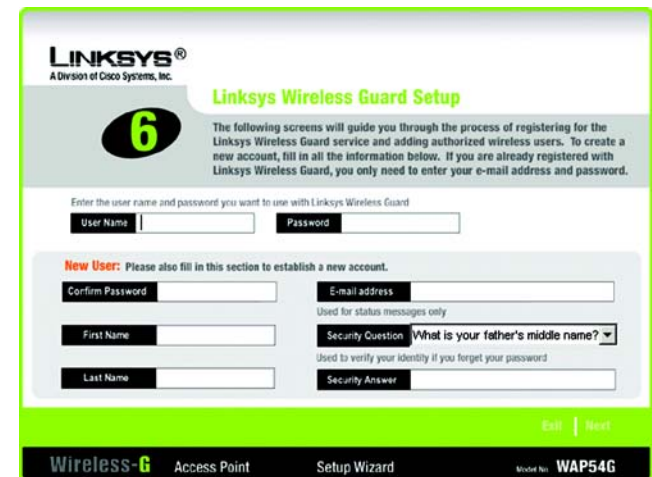 LINKSYS®
A Division of Cisco Systems, Inc.
Linksys Wireless Guard Setup
6
The following screens will guide you through the process of registering for the
Linksys Wireless Guard service and adding authorized wireless users. To create a
new account, fill in all the information below. If you are already registered with
Linksys Wireless Guard, you only need to enter your e-mail address and password.
Enter the user name and password you want to use with Linksys Wireless Guard
User Name
Password
New User: Please also fill in this section to establish a new account.
Confirm Password
E-mail address
Used for status messages only
First Name
Security Question What is your father's middle name?
Used to verify your identity if you forget your password
Last Name
Security Answer
Exit | Next
Wireless-G Access Point Setup Wizard Model No. WAP54G